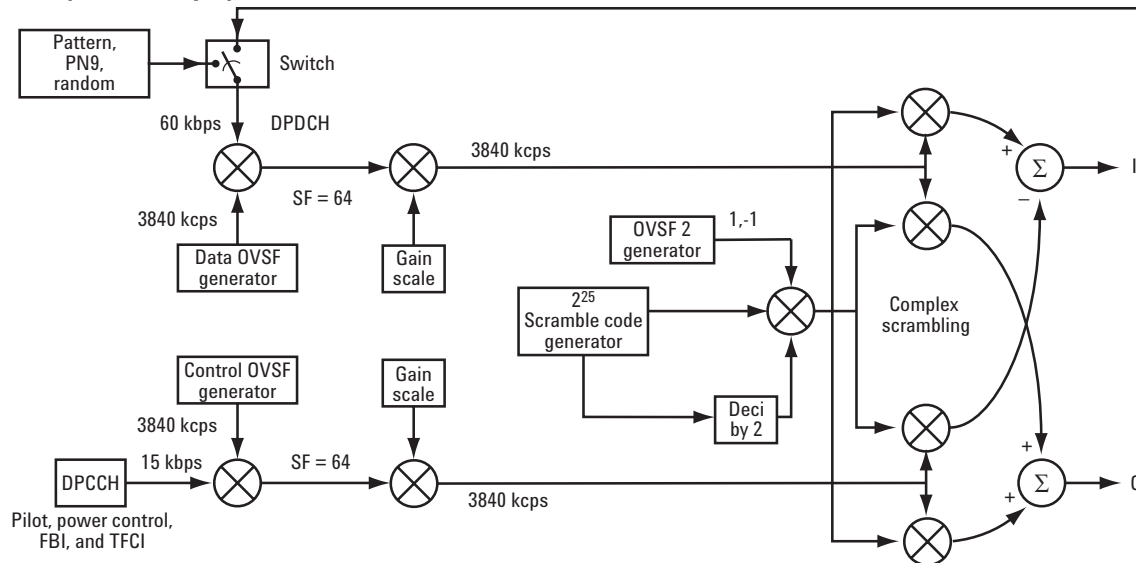 Pattern,
PN9,
random
Switch
60 kbps
DPDCH
3840 kcps
SF = 64
3840 kcps
Data OVSF
generator
Gain
scale
OVSF 2
generator
1,-1
2²⁵
Scramble code
generator
Deci
by 2
Complex
scrambling
+
Σ
−
I
Control OVSF
generator
Gain
scale
3840 kcps
15 kbps
SF = 64
DPCCH
3840 kcps
Pilot, power control,
FBI, and TFCI
+
Σ
+